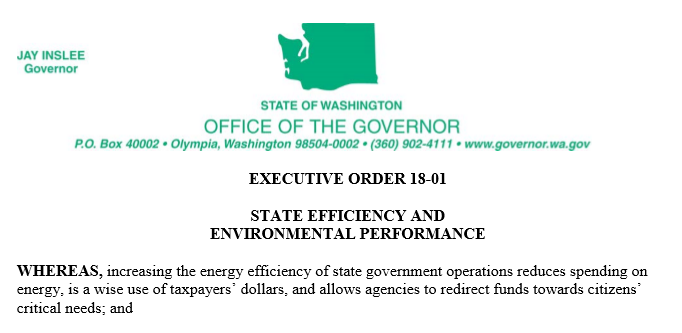 JAY INSLEE
Governor
STATE OF WASHINGTON
OFFICE OF THE GOVERNOR
P.O. Box 40002 • Olympia, Washington 98504-0002 • (360) 902-4111 • www.governor.wa.gov
EXECUTIVE ORDER 18-01
STATE EFFICIENCY AND
ENVIRONMENTAL PERFORMANCE
WHEREAS, increasing the energy efficiency of state government operations reduces spending on
energy, is a wise use of taxpayers’ dollars, and allows agencies to redirect funds towards citizens’
critical needs; and